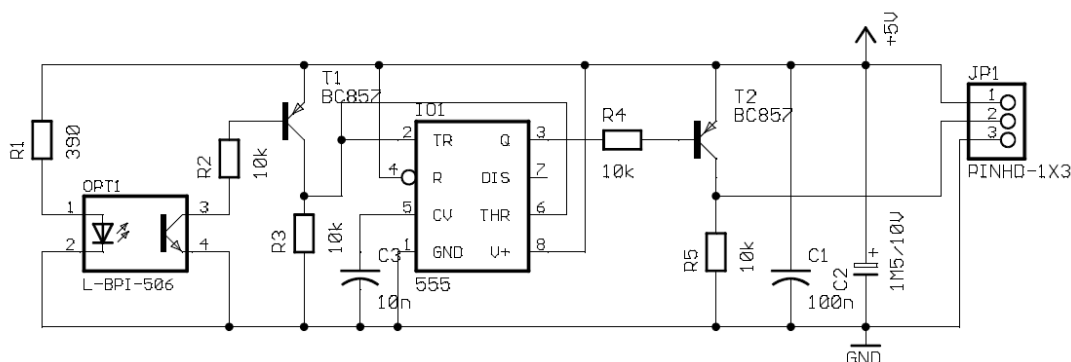 +5V
JP1
1
2
3
PINHD-1X3
T1
BC857
T2
BC857
IO1
R4
10k
R1
390
R2
10k
OPT1
1
2
3
4
L-BPI-506
R3
10k
2
4
5
1
TR
R
CV
GND
Q
DIS
THR
V+
3
7
6
8
555
C3
10n
R5
10k
C1
100n
C2
1M5/10V
+
GND